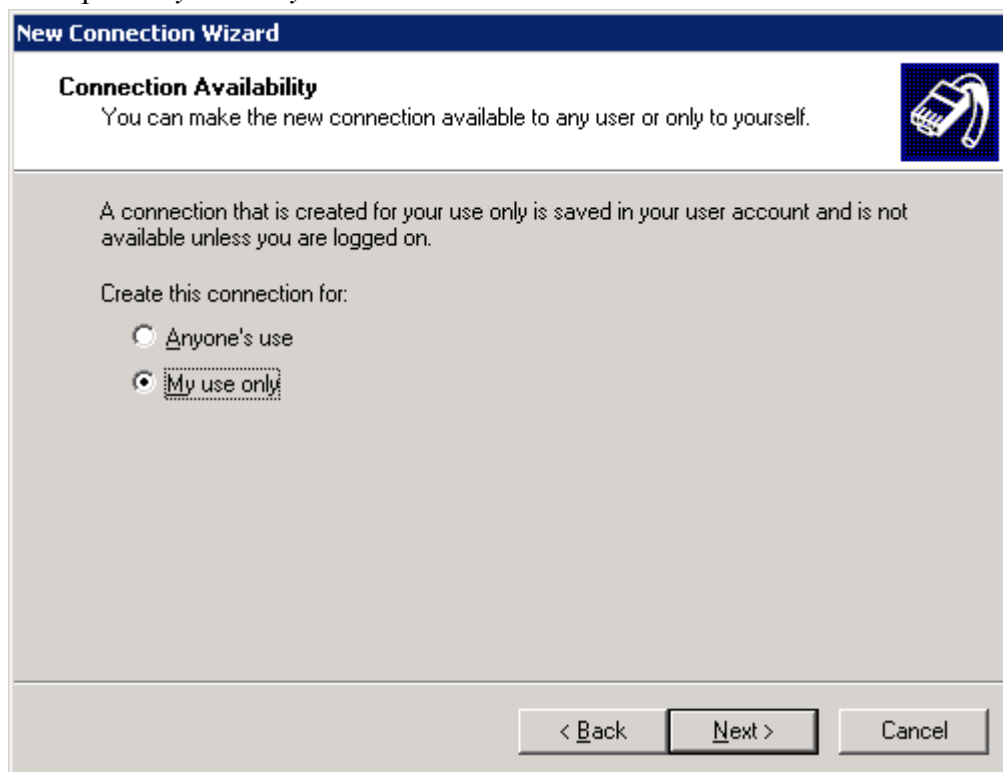 New Connection Wizard
Connection Availability
You can make the new connection available to any user or only to yourself.
A connection that is created for your use only is saved in your user account and is not
available unless you are logged on.
Create this connection for:
Anyone's use
My use only
< Back Next > Cancel